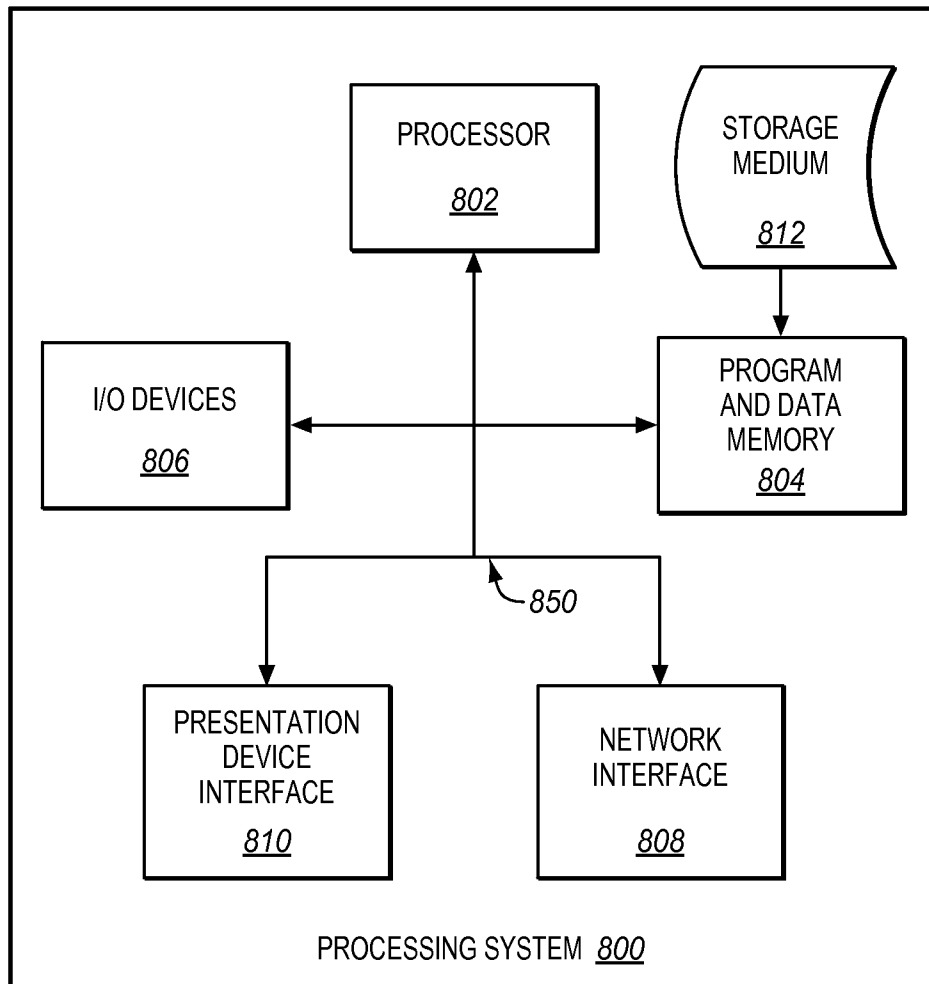 PROCESSOR
802
STORAGE
MEDIUM
812
I/O DEVICES
806
PROGRAM
AND DATA
MEMORY
804
850
PRESENTATION
DEVICE
INTERFACE
810
NETWORK
INTERFACE
808
PROCESSING SYSTEM 800